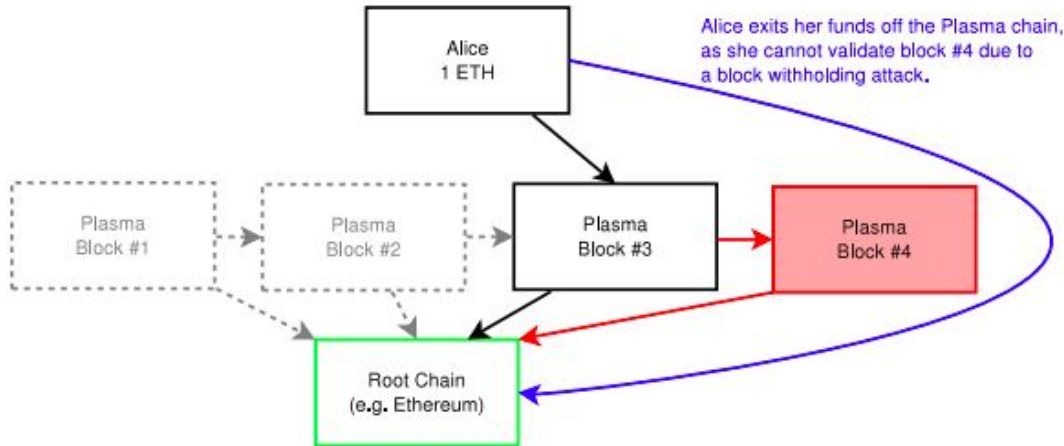 Alice
1 ETH
Alice exits her funds off the Plasma chain,
as she cannot validate block #4 due to
a block withholding attack.
Plasma
Block #1
Plasma
Block #2
Plasma
Block #3
Plasma
Block #4
Root Chain
(e.g. Ethereum)